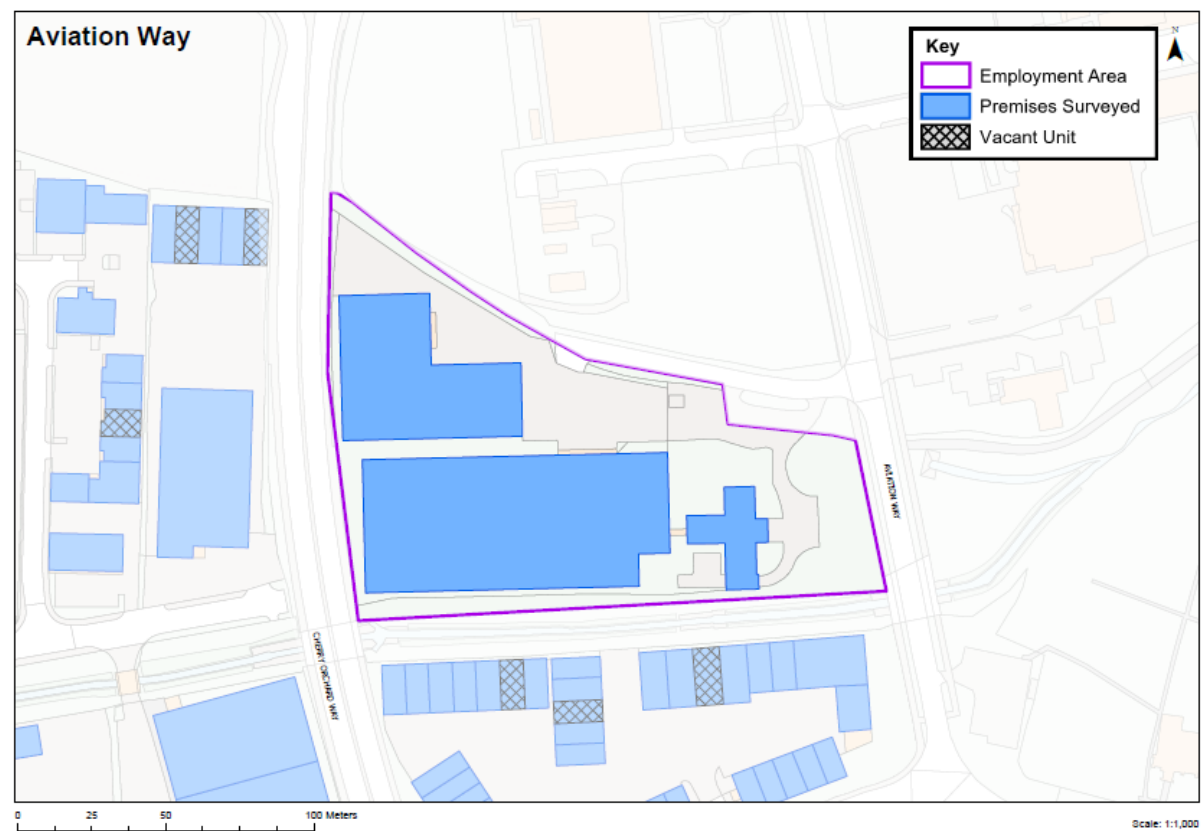 Aviation Way
Key
Employment Area
Premises Surveyed
Vacant Unit
N
AVIATION WAY
CHERRY ORCHARD WAY
0 25 50 100 Meters
Scale: 1:1,000